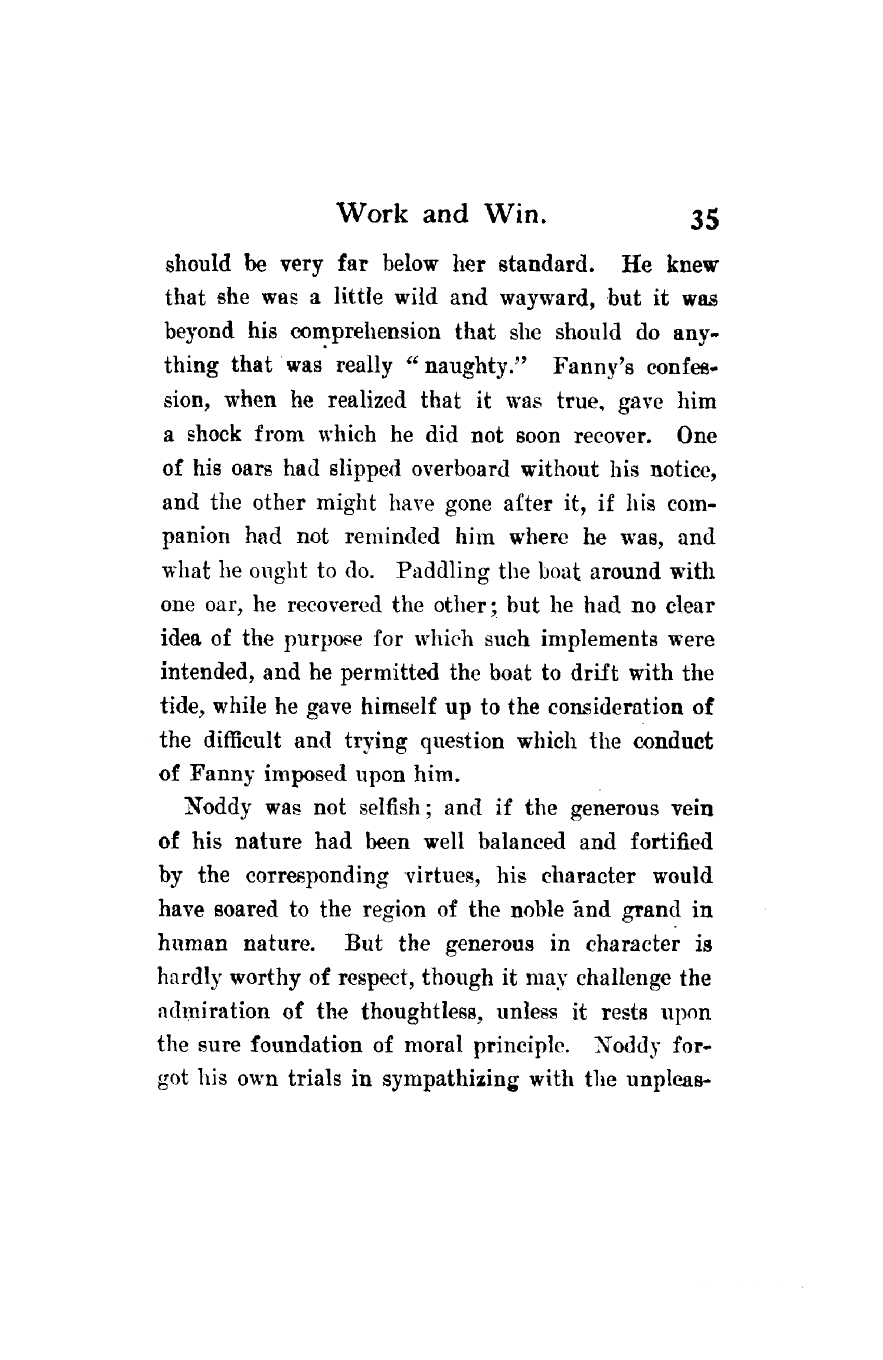 Work and Win. 35
should be very far below her standard. He knew
that she was a little wild and wayward, but it was
beyond his comprehension that she should do any-
thing that was really “naughty.” Fanny’s confes-
sion, when he realized that it was true, gave him
a shock from which he did not soon recover. One
of his oars had slipped overboard without his notice,
and the other might have gone after it, if his com-
panion had not reminded him where he was, and
what he ought to do. Paddling the boat around with
one oar, he recovered the other; but he had no clear
idea of the purpose for which such implements were
intended, and he permitted the boat to drift with the
tide, while he gave himself up to the consideration of
the difficult and trying question which the conduct
of Fanny imposed upon him.
Noddy was not selfish; and if the generous vein
of his nature had been well balanced and fortified
by the corresponding virtues, his character would
have soared to the region of the noble and grand in
human nature. But the generous in character is
hardly worthy of respect, though it may challenge the
admiration of the thoughtless, unless it rests upon
the sure foundation of moral principle. Noddy for-
got his own trials in sympathizing with the unpleas-